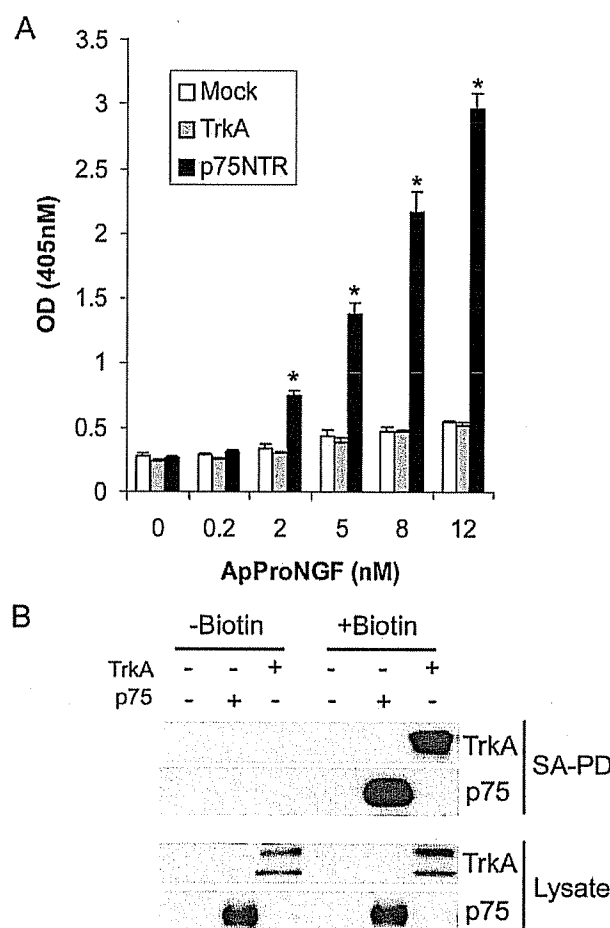 A
3.5
3
2.5
2
1.5
1
0.5
0
OD (405nM)
Mock
TrkA
p75NTR
*
*
*
*
0 0.2 2 5 8 12
ApProNGF (nM)
B
-Biotin +Biotin
TrkA - - + - - +
p75 - + - - + -
TrkA
p75
SA-PD
TrkA
p75
Lysate